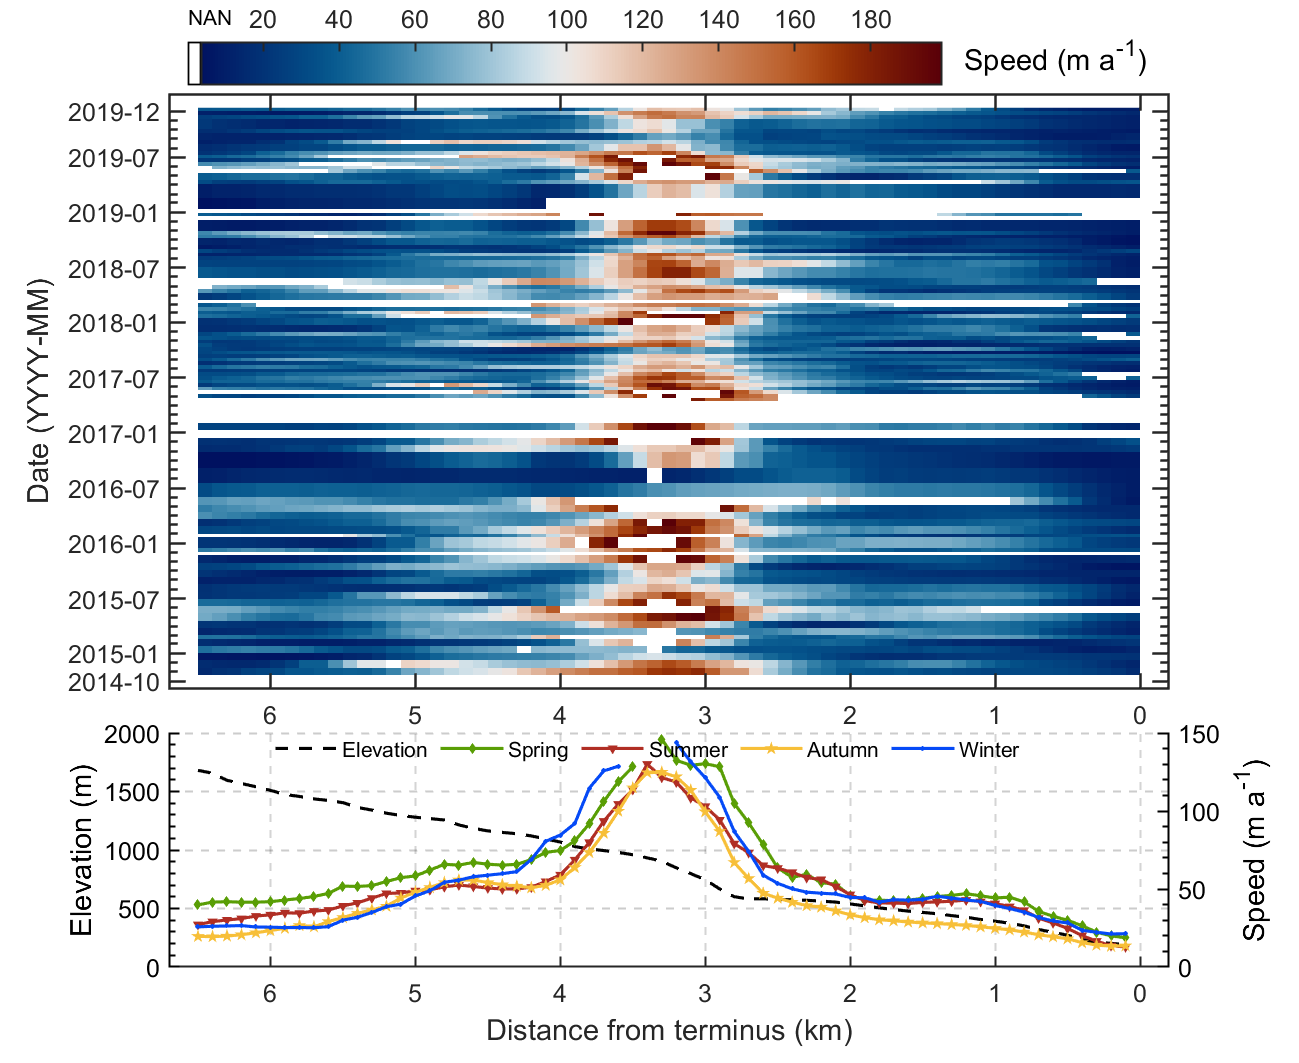 NAN 20 40 60 80 100 120 140 160 180
Speed (m a⁻¹)
Date (YYYY-MM)
2019-12
2019-07
2019-01
2018-07
2018-01
2017-07
2017-01
2016-07
2016-01
2015-07
2015-01
2014-10
6 5 4 3 2 1 0
Elevation Spring Summer Autumn Winter
Elevation (m)
2000
1500
1000
500
0
150
100
50
0
Speed (m a⁻¹)
6 5 4 3 2 1 0
Distance from terminus (km)